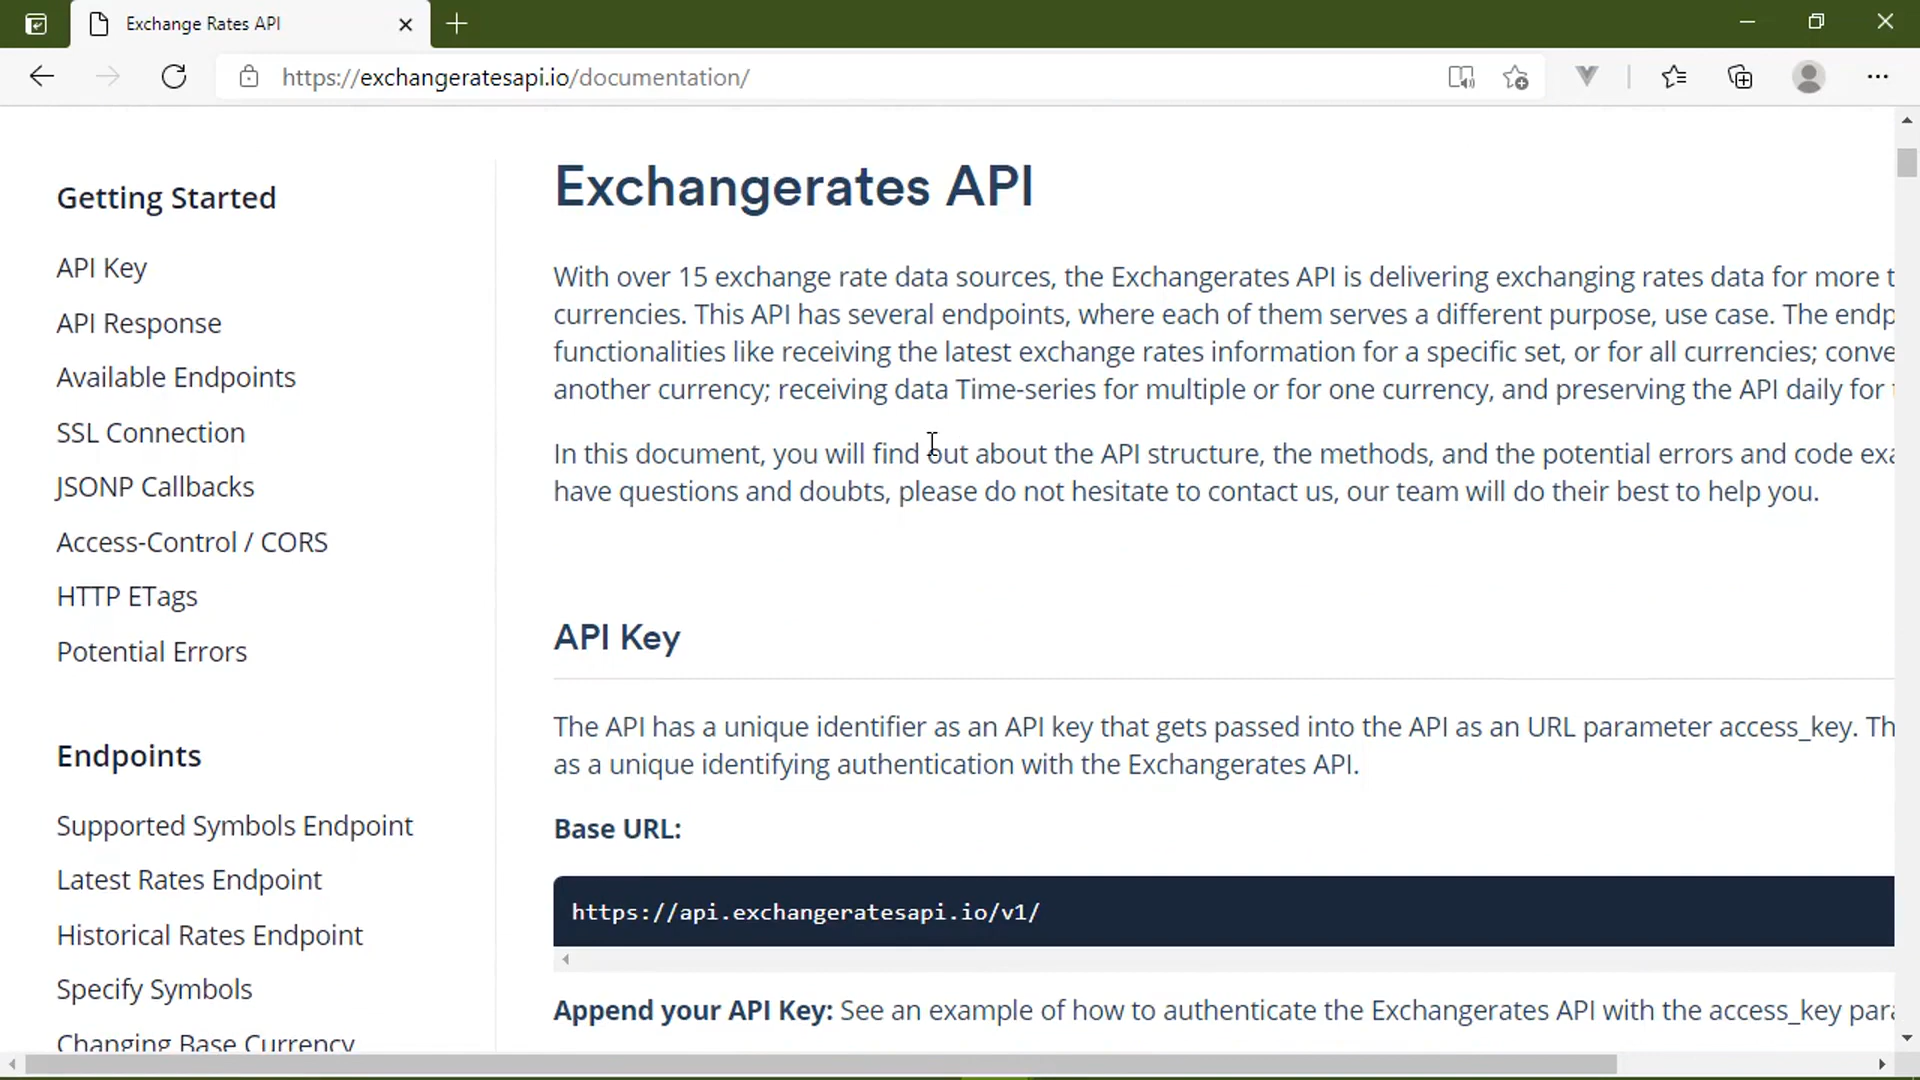 Exchange Rates API
https://exchangeratesapi.io/documentation/
Getting Started
API Key
API Response
Available Endpoints
SSL Connection
JSONP Callbacks
Access-Control / CORS
HTTP ETags
Potential Errors
Endpoints
Supported Symbols Endpoint
Latest Rates Endpoint
Historical Rates Endpoint
Specify Symbols
Changing Base Currency
Exchangerates API
With over 15 exchange rate data sources, the Exchangerates API is delivering exchanging rates data for more
currencies. This API has several endpoints, where each of them serves a different purpose, use case. The
functionalities like receiving the latest exchange rates information for a specific set, or for all currencies;
another currency; receiving data Time-series for multiple or for one currency, and preserving the API daily for
In this document, you will find out about the API structure, the methods, and the potential errors and code
have questions and doubts, please do not hesitate to contact us, our team will do their best to help you.
API Key
The API has a unique identifier as an API key that gets passed into the API as an URL parameter access_key.
as a unique identifying authentication with the Exchangerates API.
Base URL:
https://api.exchangeratesapi.io/v1/
Append your API Key: See an example of how to authenticate the Exchangerates API with the access_key